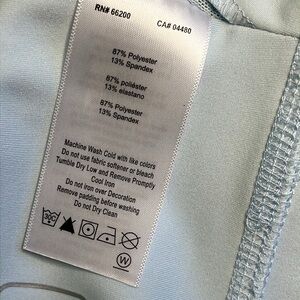 RN# 66200 CA# 04480
87% Polyester
13% Spandex
87% poliéster
13% elastano
87% Polyester
13% Spandex
Machine Wash Cold with like colors
Do not use fabric softener or bleach
Tumble Dry Low and Remove Promptly
Cool Iron
Do not iron over Decoration
Remove padding before washing
Do not Dry Clean
W